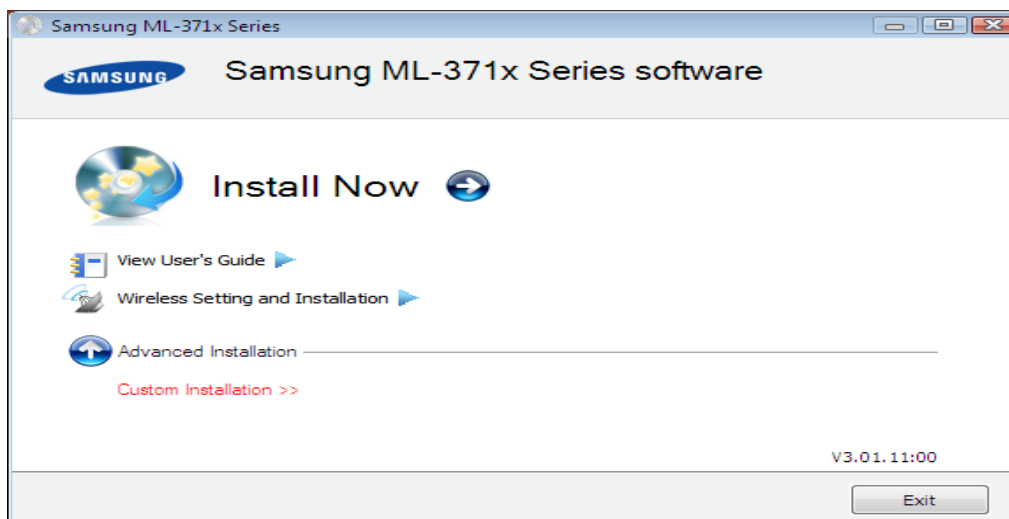 Samsung ML-371x Series
SAMSUNG
Samsung ML-371x Series software
Install Now
View User's Guide
Wireless Setting and Installation
Advanced Installation
Custom Installation >>
V3.01.11:00
Exit